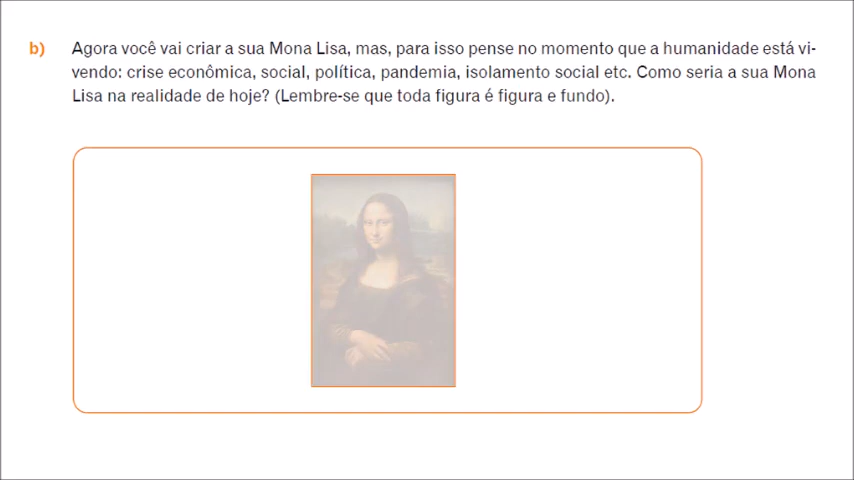 b) Agora você vai criar a sua Mona Lisa, mas, para isso pense no momento que a humanidade está vi-
vendo: crise econômica, social, política, pandemia, isolamento social etc. Como seria a sua Mona
Lisa na realidade de hoje? (Lembre-se que toda figura é figura e fundo).